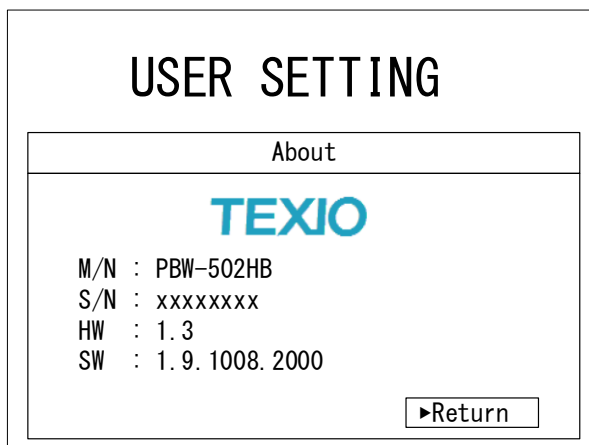 USER SETTING
About
TEXIO
M/N : PBW-502HB
S/N : xxxxxxxx
HW : 1.3
SW : 1.9.1008.2000
▶Return